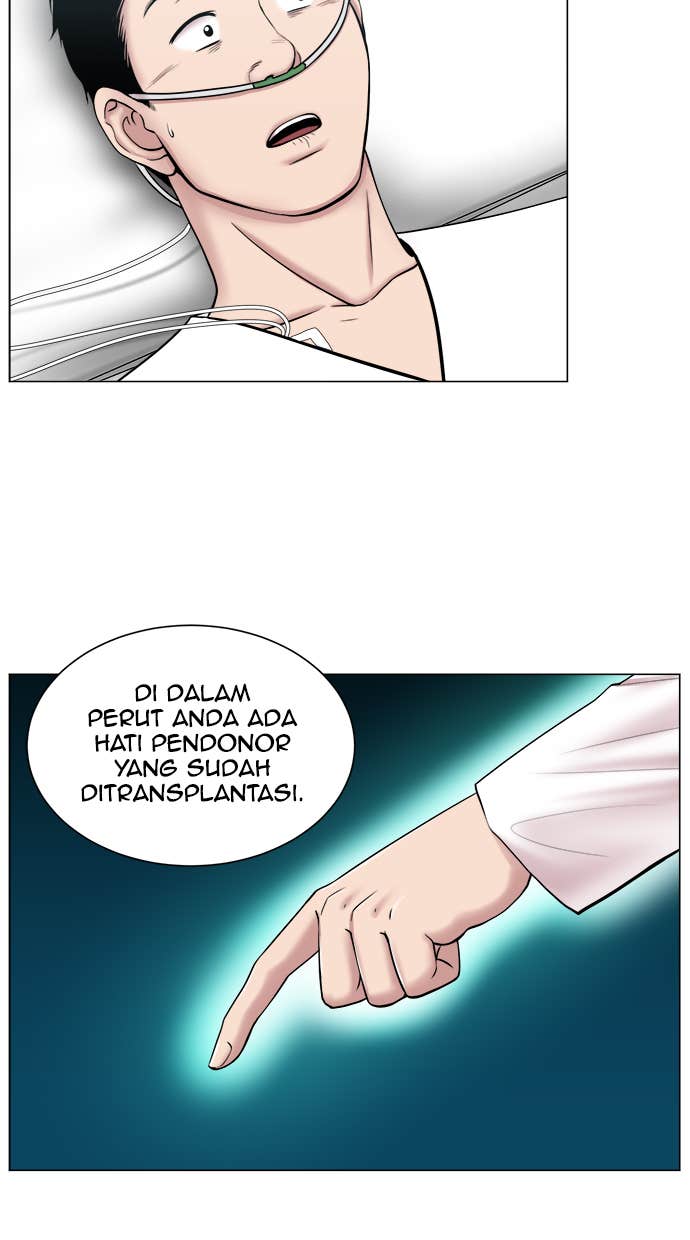 DI DALAM
PERUT ANDA ADA
HATI PENDONOR
YANG SUDAH
DITRANSPLANTASI.